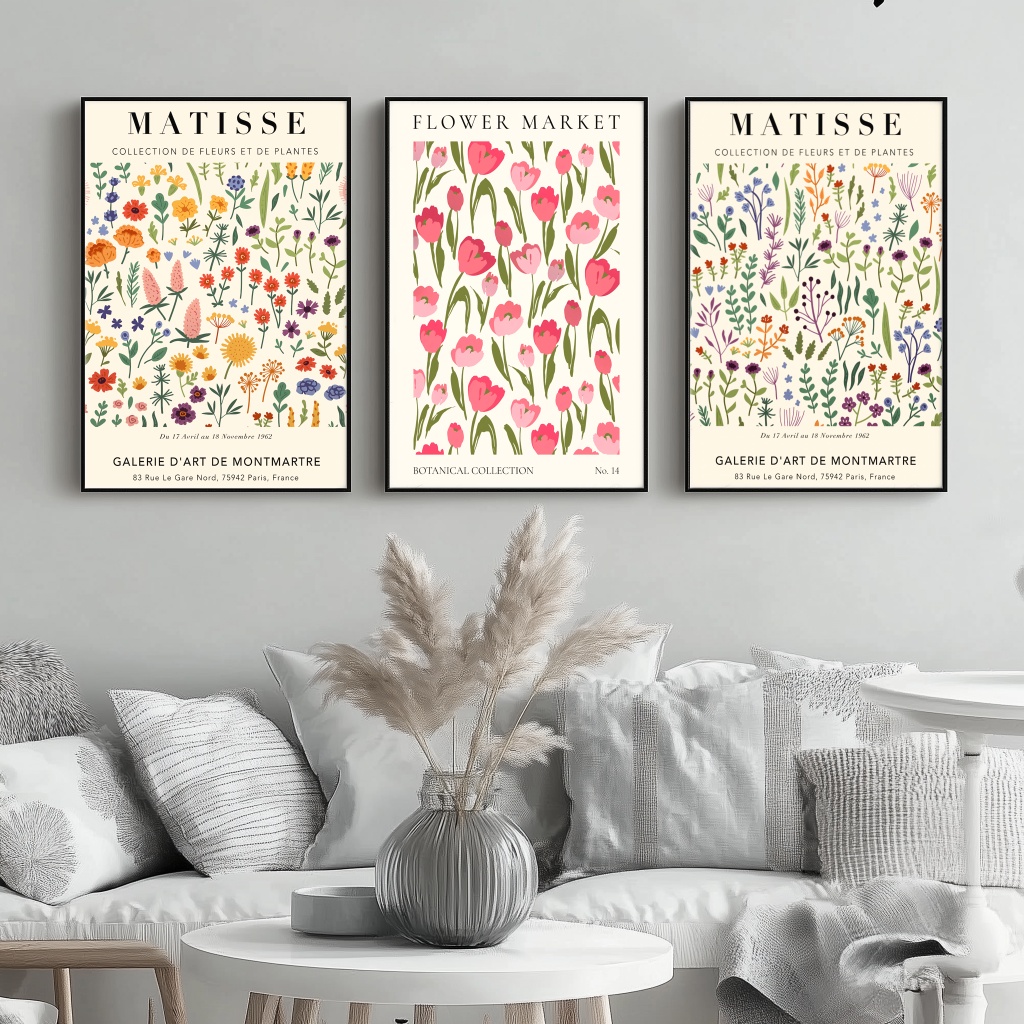 MATISSE
COLLECTION DE FLEURS ET DE PLANTES
Du 17 Avril au 18 Novembre 1962
GALERIE D'ART DE MONTMARTRE
83 Rue Le Gare Nord, 75942 Paris, France
FLOWER MARKET
BOTANICAL COLLECTION No. 14
MATISSE
COLLECTION DE FLEURS ET DE PLANTES
Du 17 Avril au 18 Novembre 1962
GALERIE D'ART DE MONTMARTRE
83 Rue Le Gare Nord, 75942 Paris, France